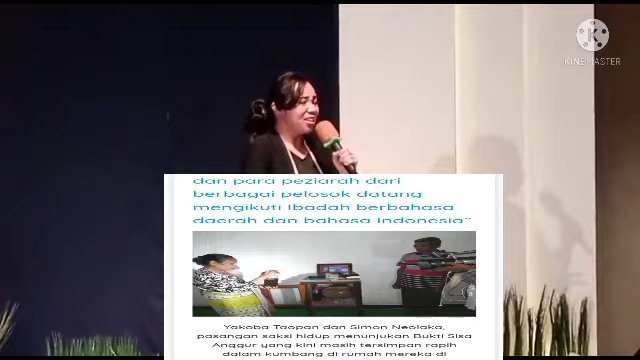 KINEMASTER
dan para peziarah dari
berbagai pelosok datang
mengikuti Ibadah berbahasa
daerah dan bahasa Indonesia"
Yakoba Taopan dan Simon Neolaka,
pasangan saksi hidup menunjukan Bukti Sisa
Anggur yang kini masih tersimpan rapih
dalam kumbang di rumah mereka di